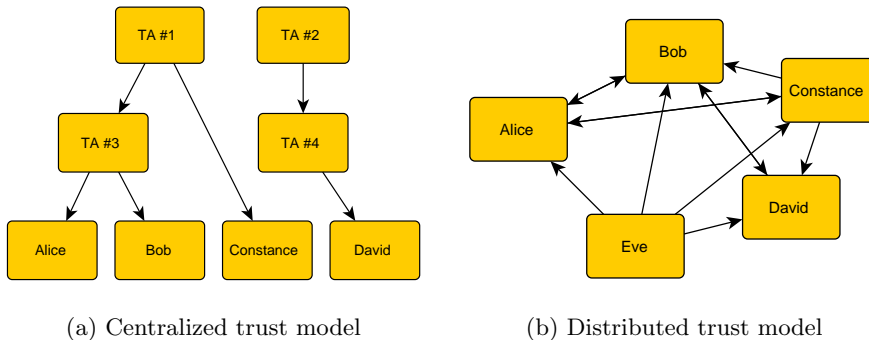 TA #1
TA #2
TA #3
TA #4
Alice
Bob
Constance
David
(a) Centralized trust model
Bob
Constance
Alice
David
Eve
(b) Distributed trust model